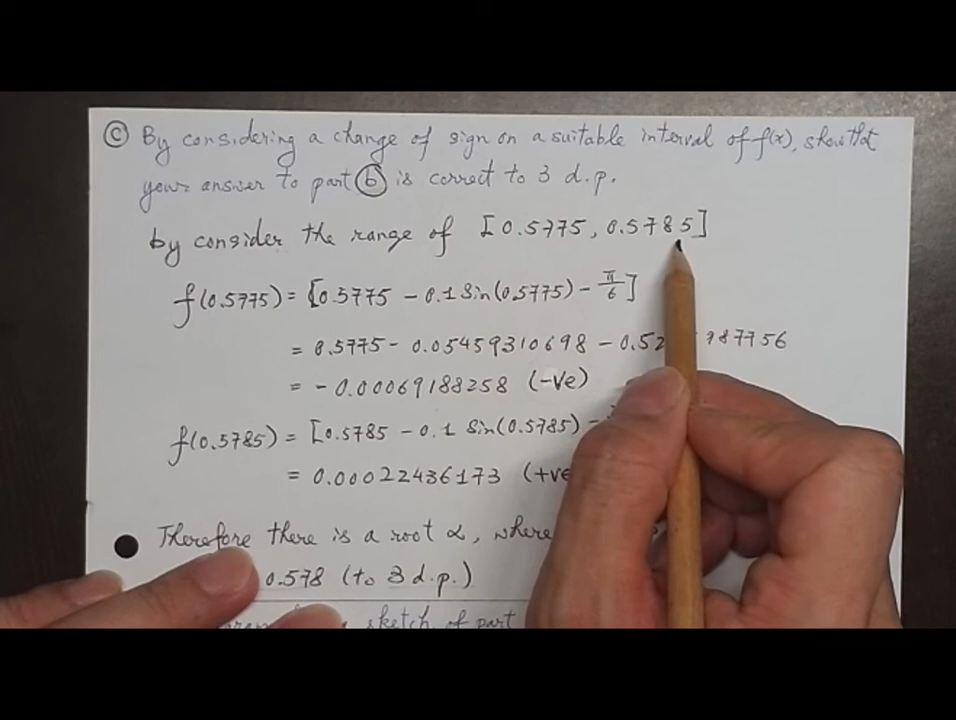 Ⓒ By considering a change of sign on a suitable interval of f(x), show that
your answer to part ⓑ is correct to 3 d.p.
by consider the range of [0.5775, 0.5785]
f(0.5775) = [0.5775 - 0.1 Sin(0.5775) - π/6]
= 0.5775 - 0.05459310698 - 0.52 987756
= -0.00069188258 (-ve)
f(0.5785) = [0.5785 - 0.1 Sin(0.5785) -
= 0.00022436173 (+ve
Therefore there is a root α, where
0.578 (to 3 d.p.)
sketch of part